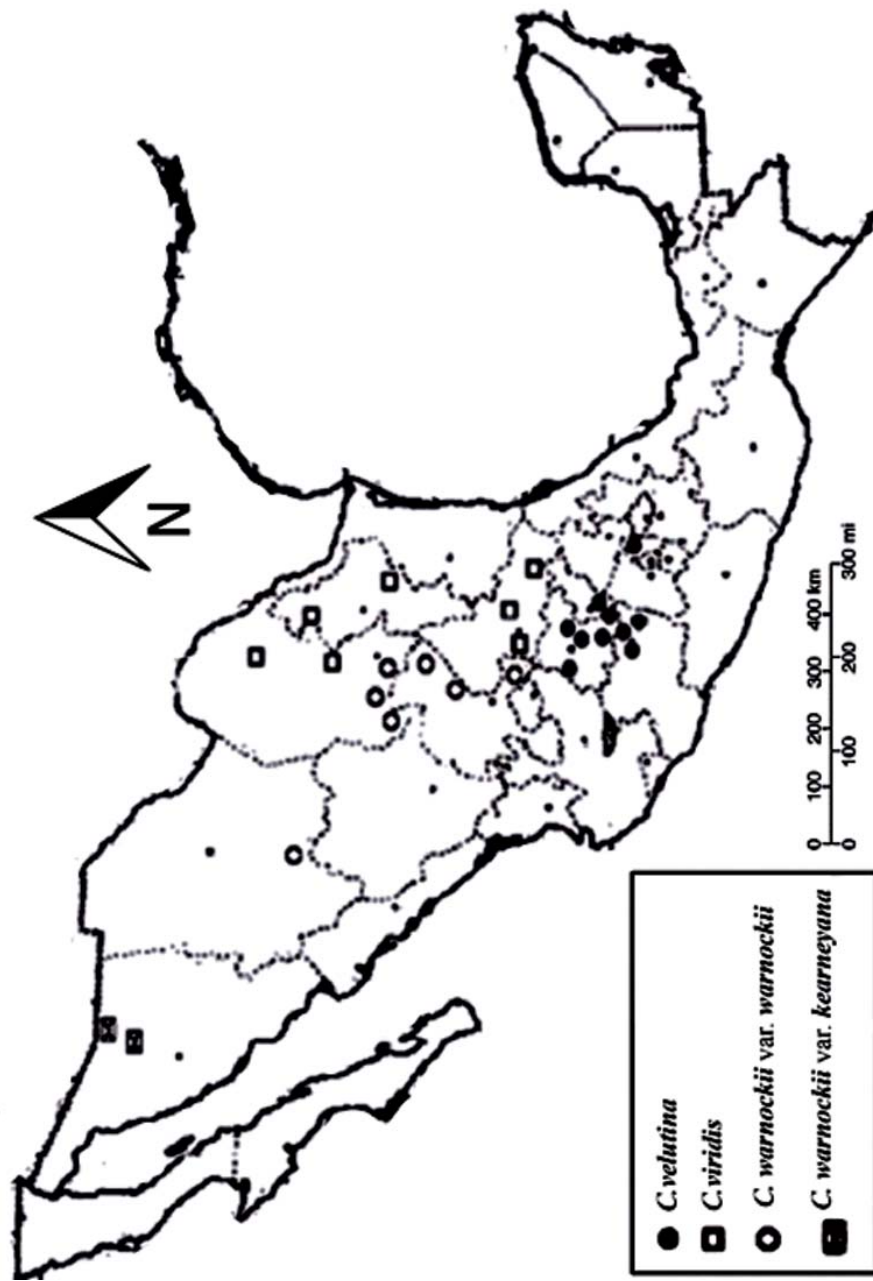 N
0 100 200 300 400 km
0 100 200 300 mi
C.velutina
C.viridis
C. warnockii var. warnockii
C. warnockii var. kearneyana